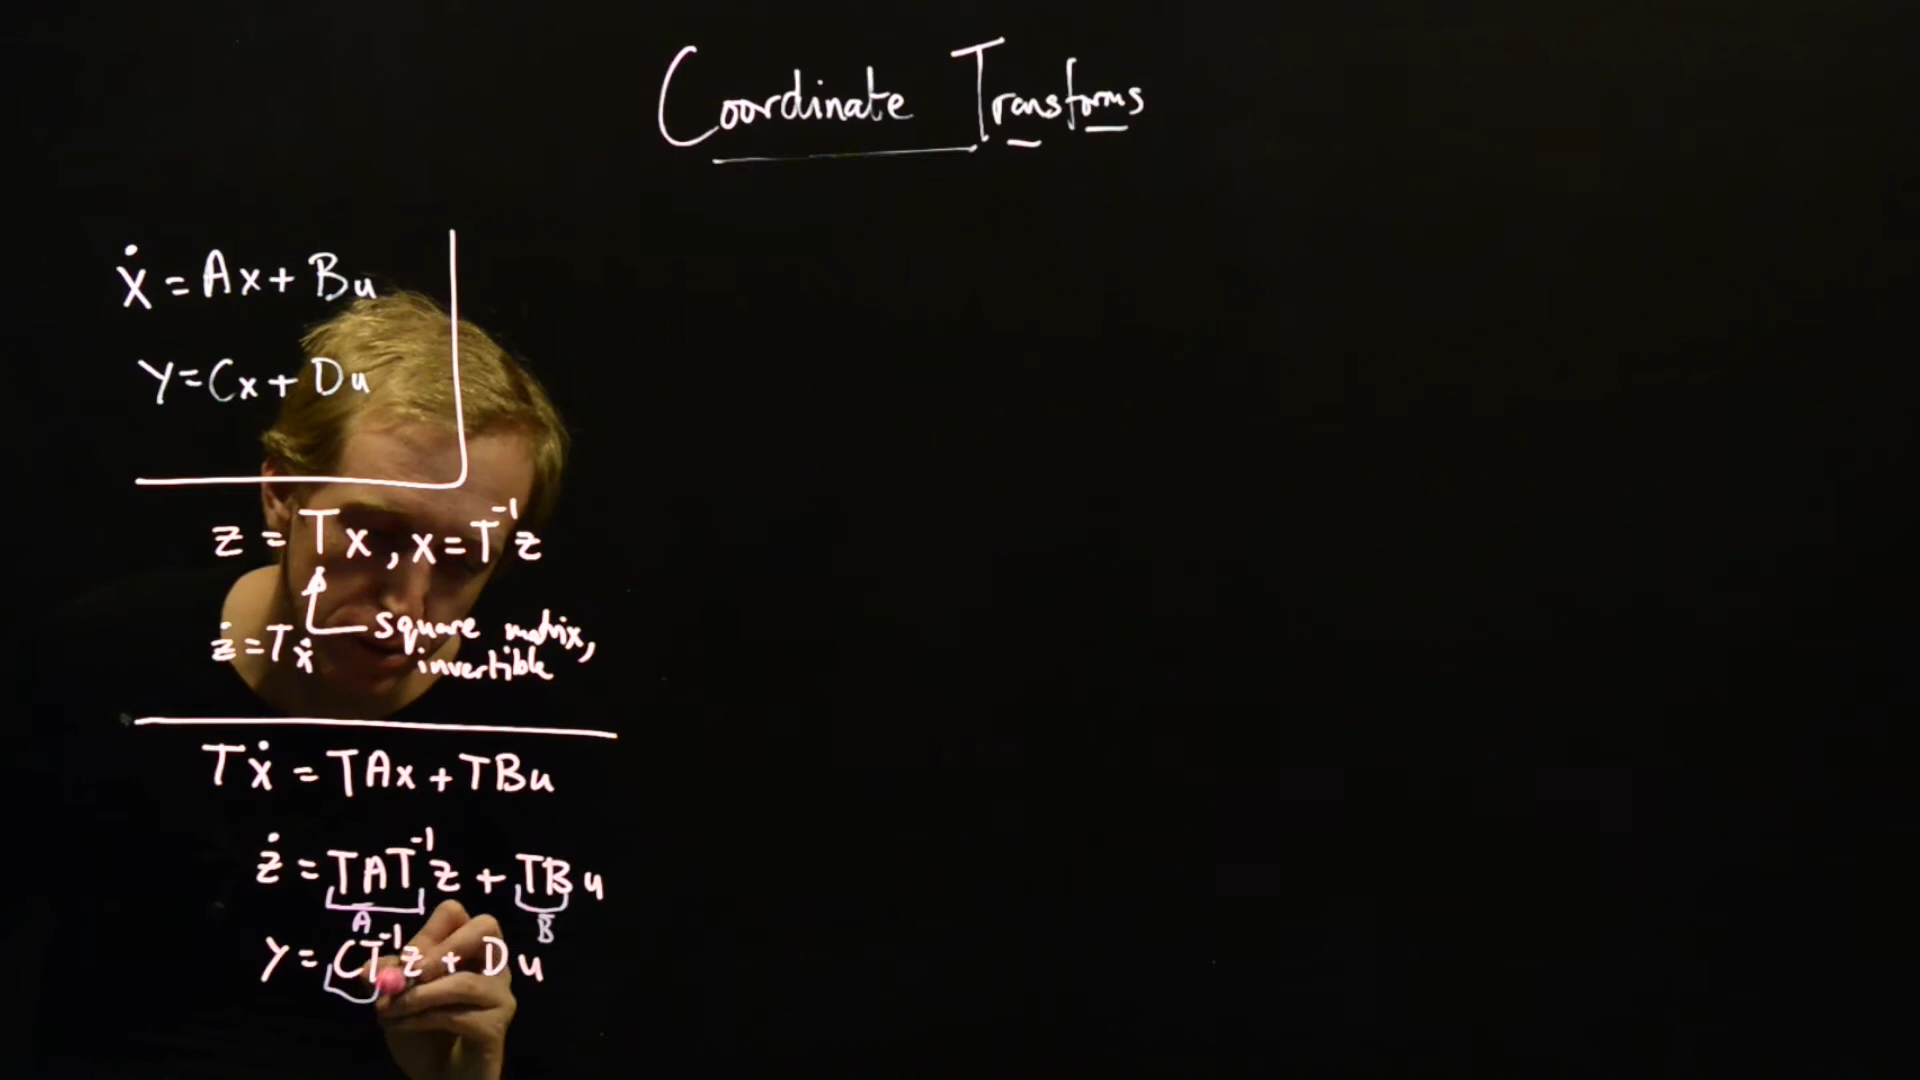 Coordinate Transforms
ẋ = Ax + Bu
y = Cx + Du
z = Tx, x = T⁻¹z
ż = Tẋ
square matrix,
invertible
Tẋ = TAx + TBu
ż = TAT⁻¹z + TBu
Ā B̄
y = CT⁻¹z + Du